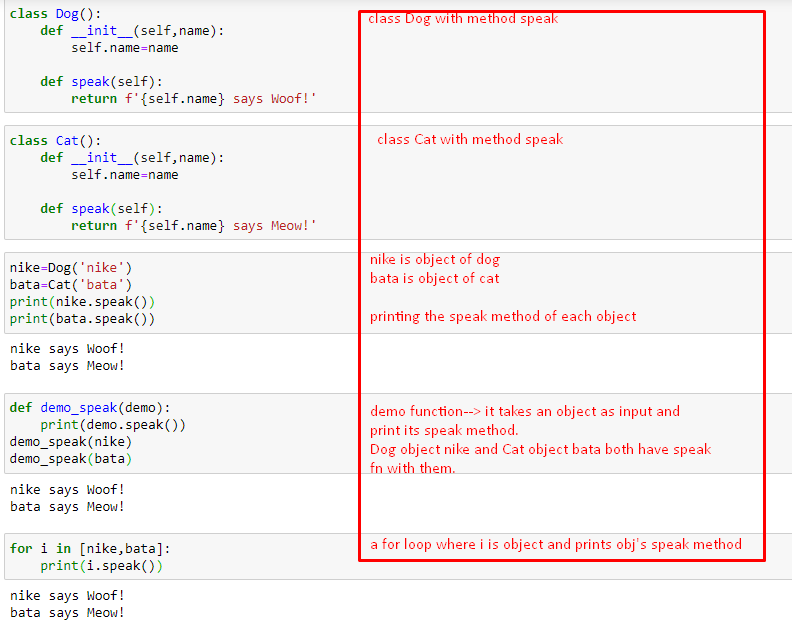 class Dog():
    def __init__(self,name):
        self.name=name
    def speak(self):
        return f'{self.name} says Woof!'
class Dog with method speak
class Cat():
    def __init__(self,name):
        self.name=name
    def speak(self):
        return f'{self.name} says Meow!'
class Cat with method speak
nike=Dog('nike')
bata=Cat('bata')
print(nike.speak())
print(bata.speak())
nike is object of dog
bata is object of cat
printing the speak method of each object
nike says Woof!
bata says Meow!
def demo_speak(demo):
    print(demo.speak())
demo_speak(nike)
demo_speak(bata)
demo function--> it takes an object as input and
print its speak method.
Dog object nike and Cat object bata both have speak
fn with them.
nike says Woof!
bata says Meow!
for i in [nike,bata]:
    print(i.speak())
a for loop where i is object and prints obj's speak method
nike says Woof!
bata says Meow!